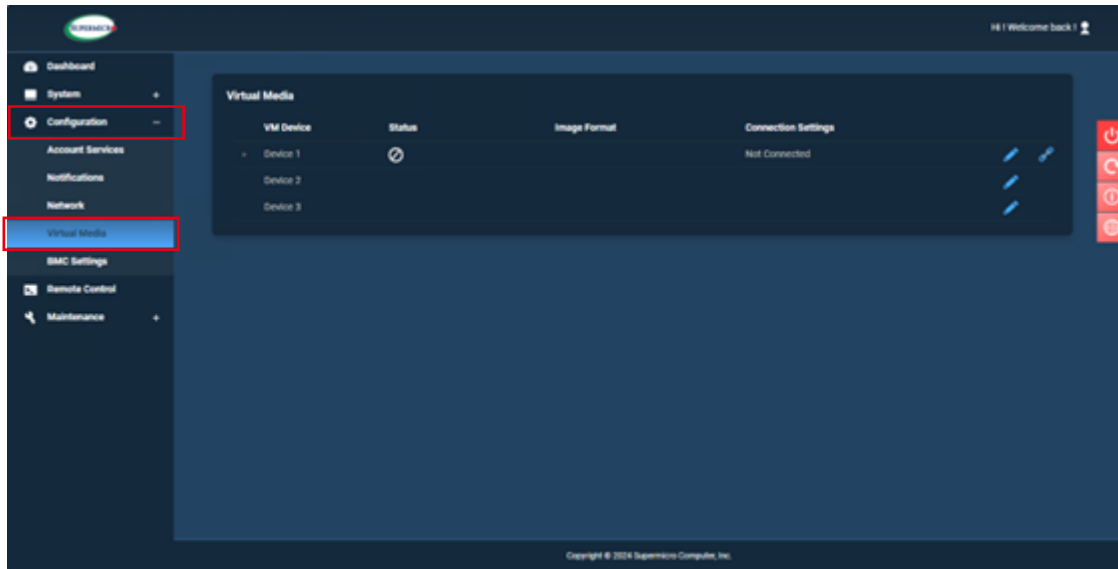 SUPERMICRO
Hi ! Welcome back !
Dashboard
System +
Configuration −
Account Services
Notifications
Network
Virtual Media
BMC Settings
Remote Control
Maintenance +
Virtual Media
VM Device Status Image Format Connection Settings
Device 1 Not Connected
Device 2
Device 3
Copyright © 2024 Supermicro Computer, Inc.